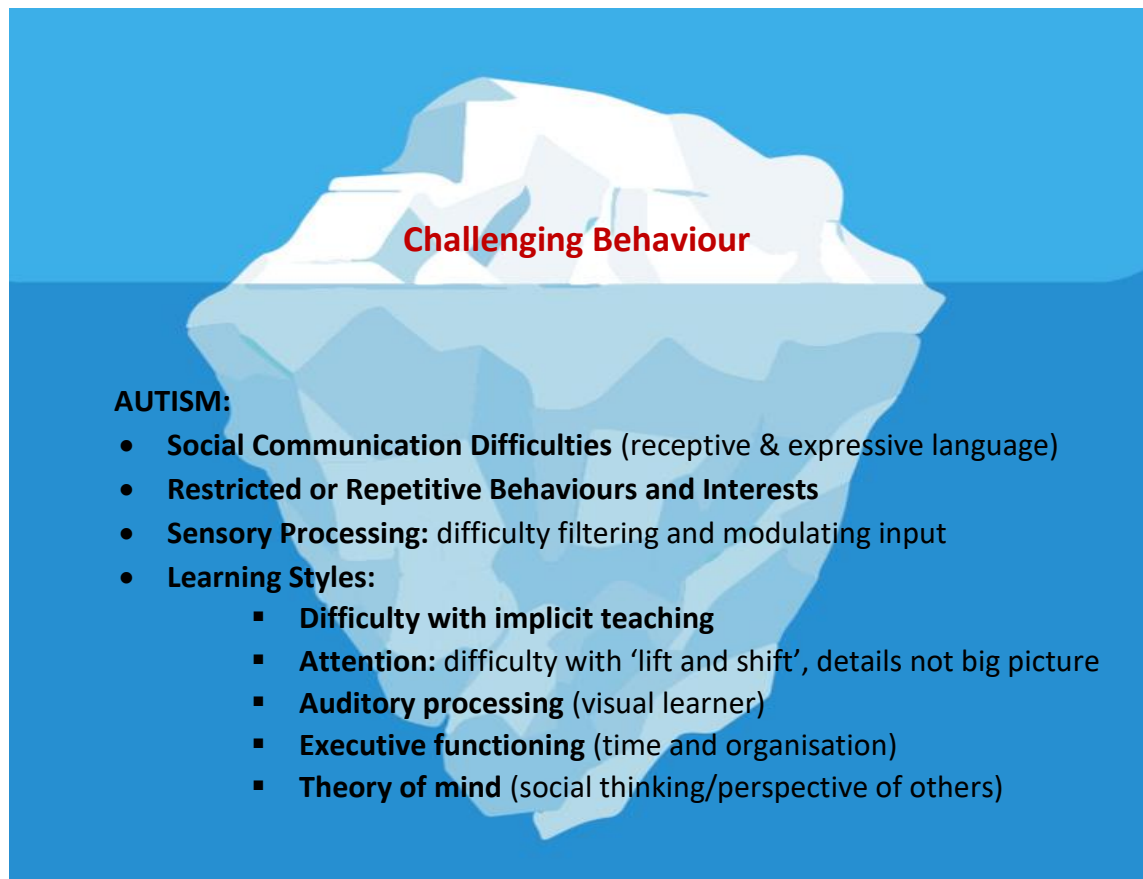 Challenging Behaviour
AUTISM:
• Social Communication Difficulties (receptive & expressive language)
• Restricted or Repetitive Behaviours and Interests
• Sensory Processing: difficulty filtering and modulating input
• Learning Styles:
▪ Difficulty with implicit teaching
▪ Attention: difficulty with ‘lift and shift’, details not big picture
▪ Auditory processing (visual learner)
▪ Executive functioning (time and organisation)
▪ Theory of mind (social thinking/perspective of others)